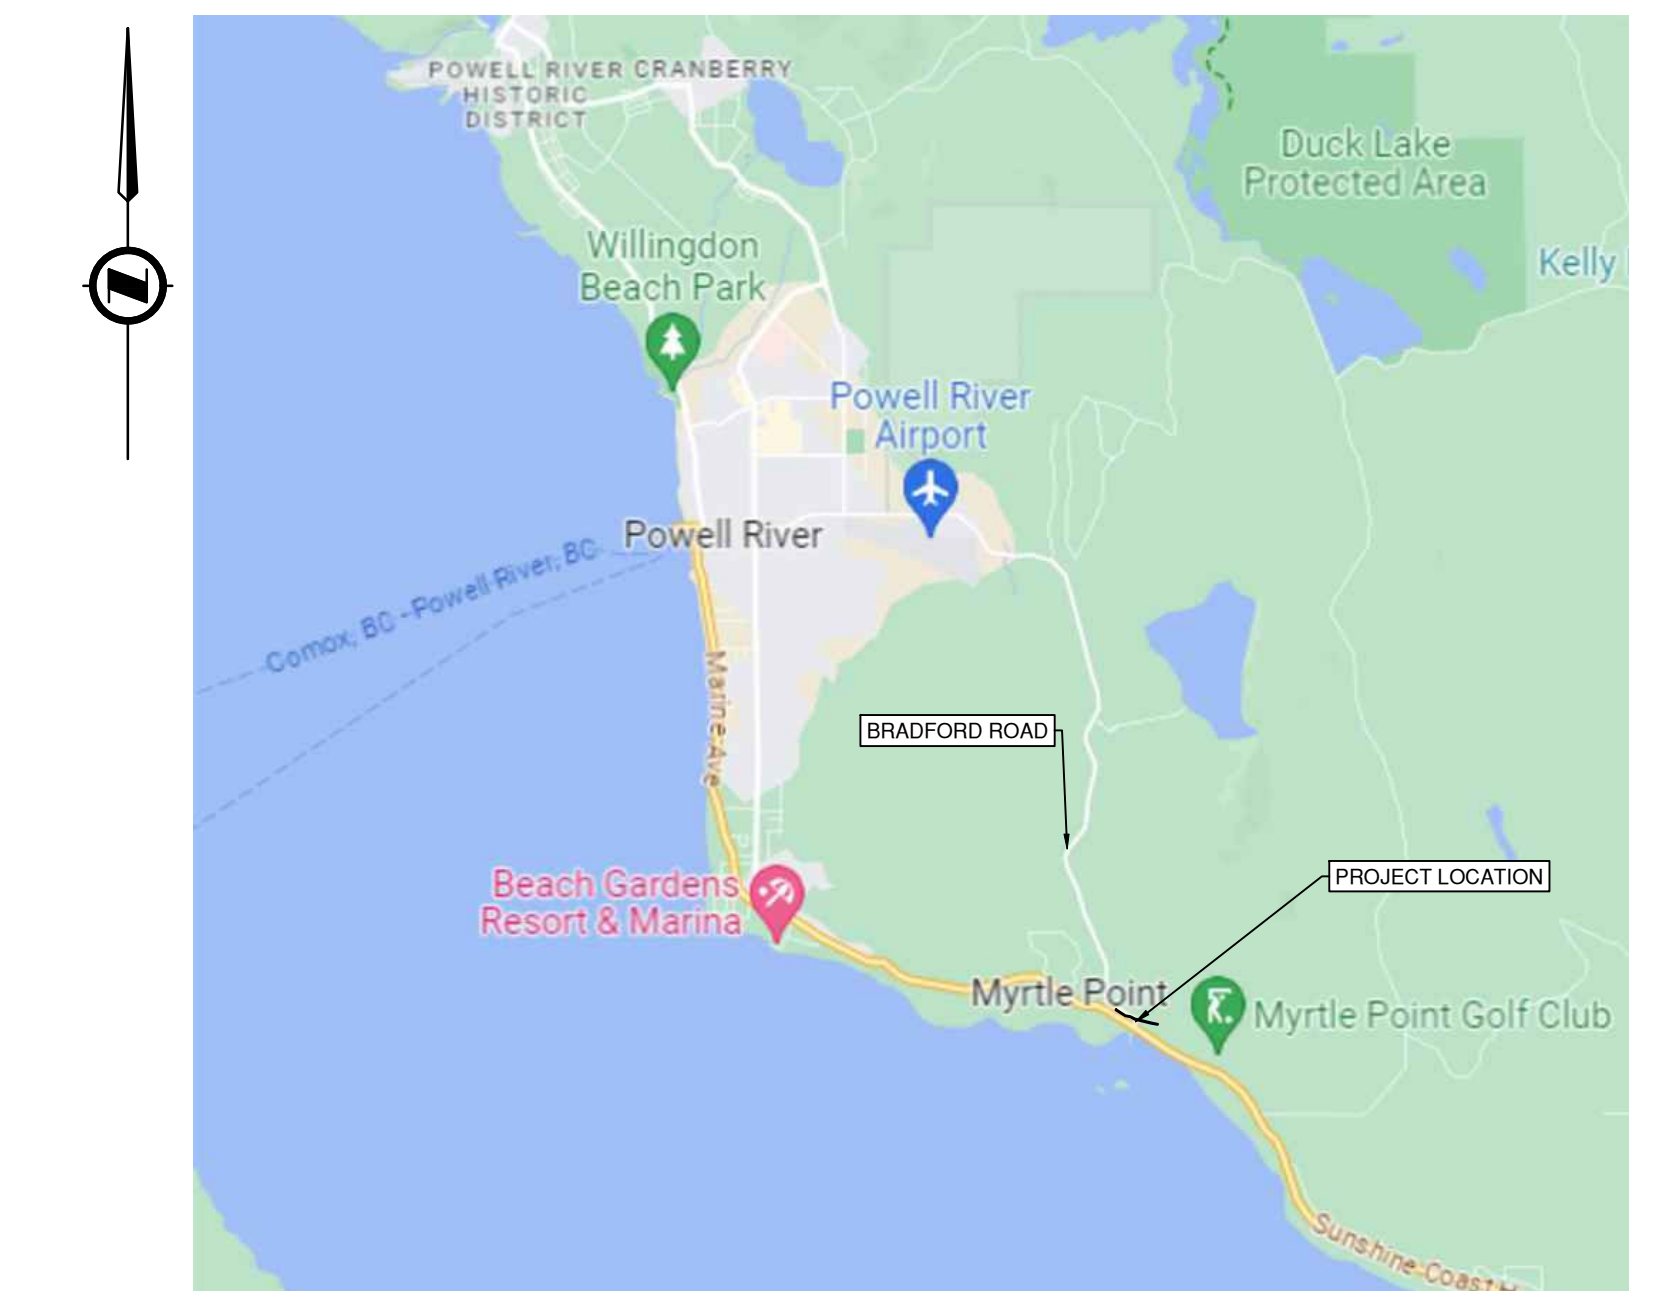 POWELL RIVER
HISTORIC
DISTRICT
CRANBERRY
Duck Lake
Protected Area
Willingdon
Beach Park
Kelly
Powell River
Airport
Powell River
Comox, BC - Powell River, BC
Marine Ave
BRADFORD ROAD
PROJECT LOCATION
Beach Gardens
Resort & Marina
Myrtle Point
Myrtle Point Golf Club
Sunshine Coast H